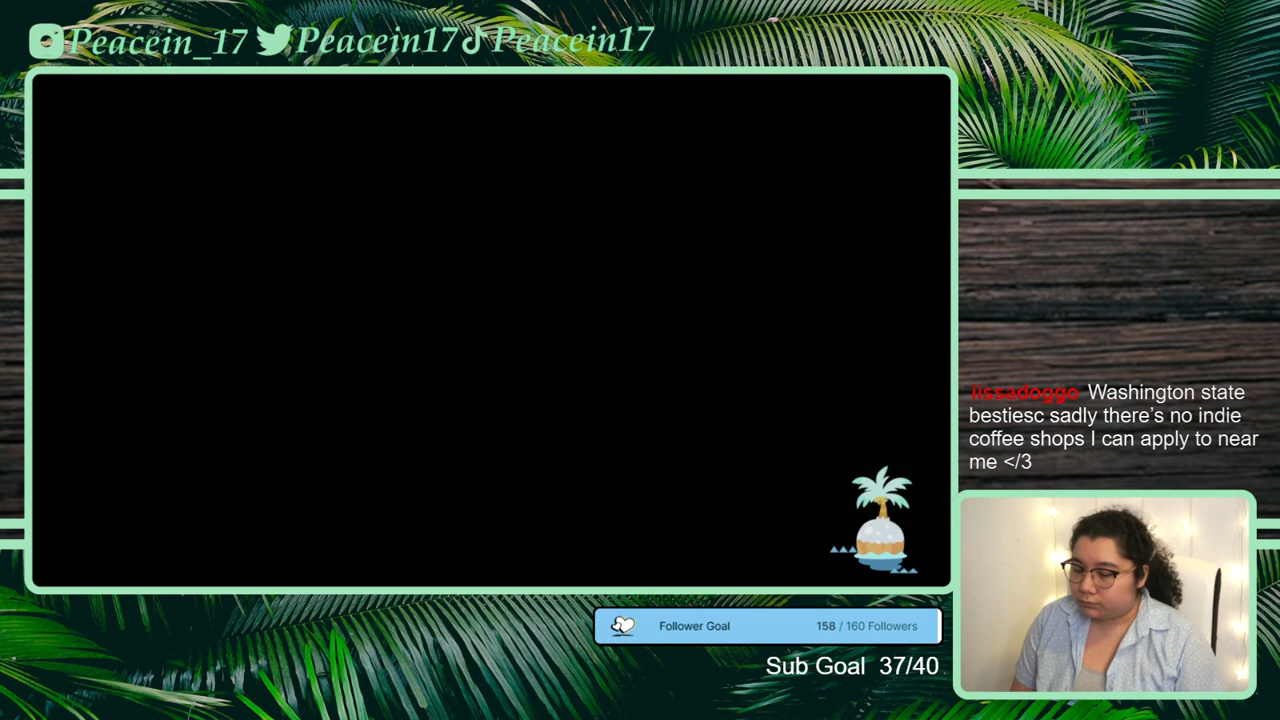 Peacein_17 Peacein17 Peacein17
lissadoggo Washington state
bestiesc sadly there's no indie
coffee shops I can apply to near
me </3
Follower Goal 158 / 160 Followers
Sub Goal 37/40